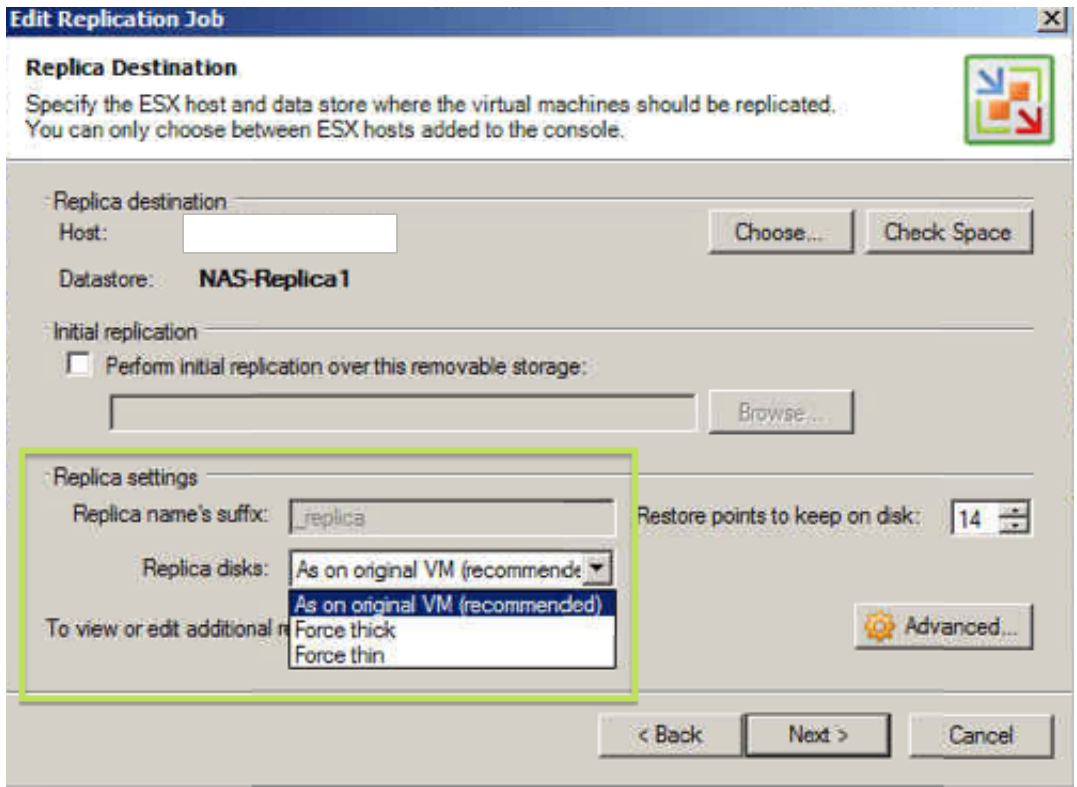 Edit Replication Job
Replica Destination
Specify the ESX host and data store where the virtual machines should be replicated.
You can only choose between ESX hosts added to the console.
Replica destination
Host:
Choose...
Check Space
Datastore: NAS-Replica1
Initial replication
Perform initial replication over this removable storage:
Browse...
Replica settings
Replica name's suffix: _replica
Restore points to keep on disk: 14
Replica disks: As on original VM (recommende
As on original VM (recommended)
To view or edit additional r
Force thick
Force thin
Advanced...
< Back
Next >
Cancel